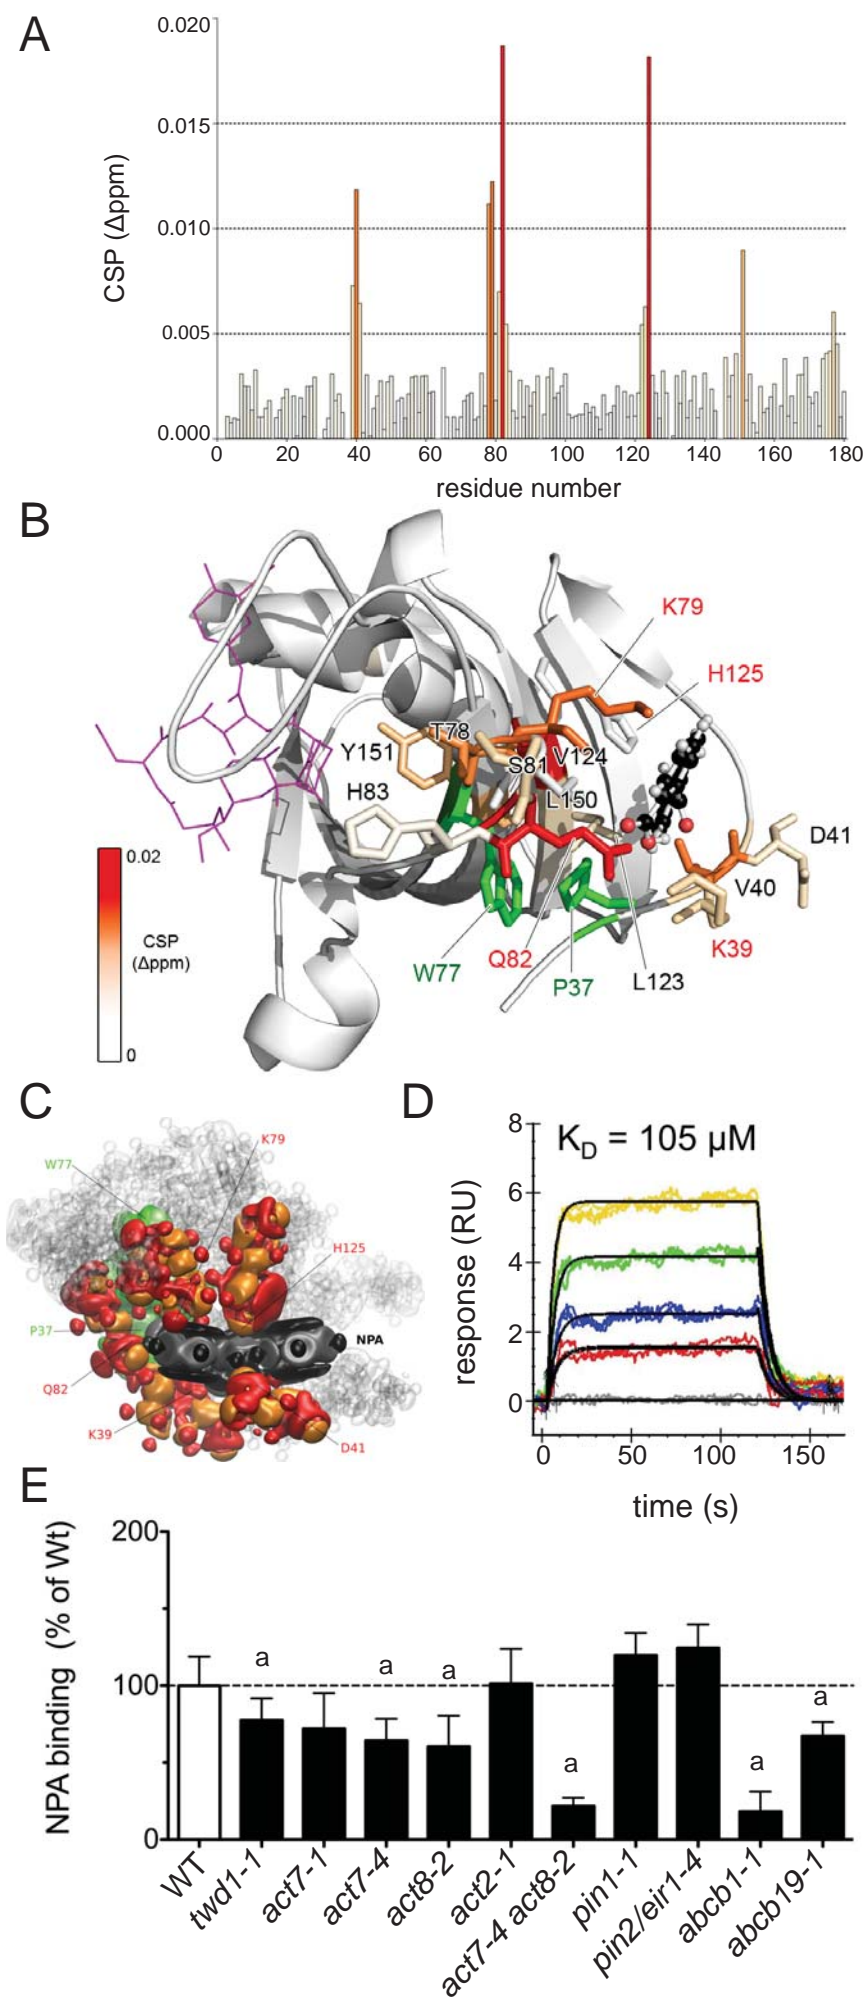 A
0.020
0.015
0.010
0.005
0.000
CSP (Δppm)
0 20 40 60 80 100 120 140 160 180
residue number
B
K79
H125
T78
Y151
S81
V124
H83
L150
D41
V40
K39
W77
Q82
P37
L123
0.02
CSP
(Δppm)
0
C
K79
W77
H125
P37
NPA
Q82
K39
D41
D
K_D = 105 µM
8
6
4
2
0
response (RU)
0 50 100 150
time (s)
E
200
100
0
NPA binding (% of Wt)
a a a a a a
WT
twd1-1
act7-1
act7-4
act8-2
act2-1
act7-4 act8-2
pin1-1
pin2/eir1-4
abcb1-1
abcb19-1